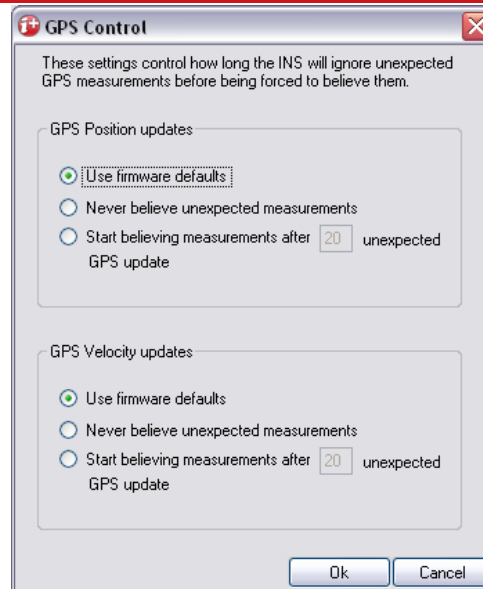 GPS Control
These settings control how long the INS will ignore unexpected
GPS measurements before being forced to believe them.
GPS Position updates
Use firmware defaults
Never believe unexpected measurements
Start believing measurements after 20 unexpected
GPS update
GPS Velocity updates
Use firmware defaults
Never believe unexpected measurements
Start believing measurements after 20 unexpected
GPS update
Ok Cancel